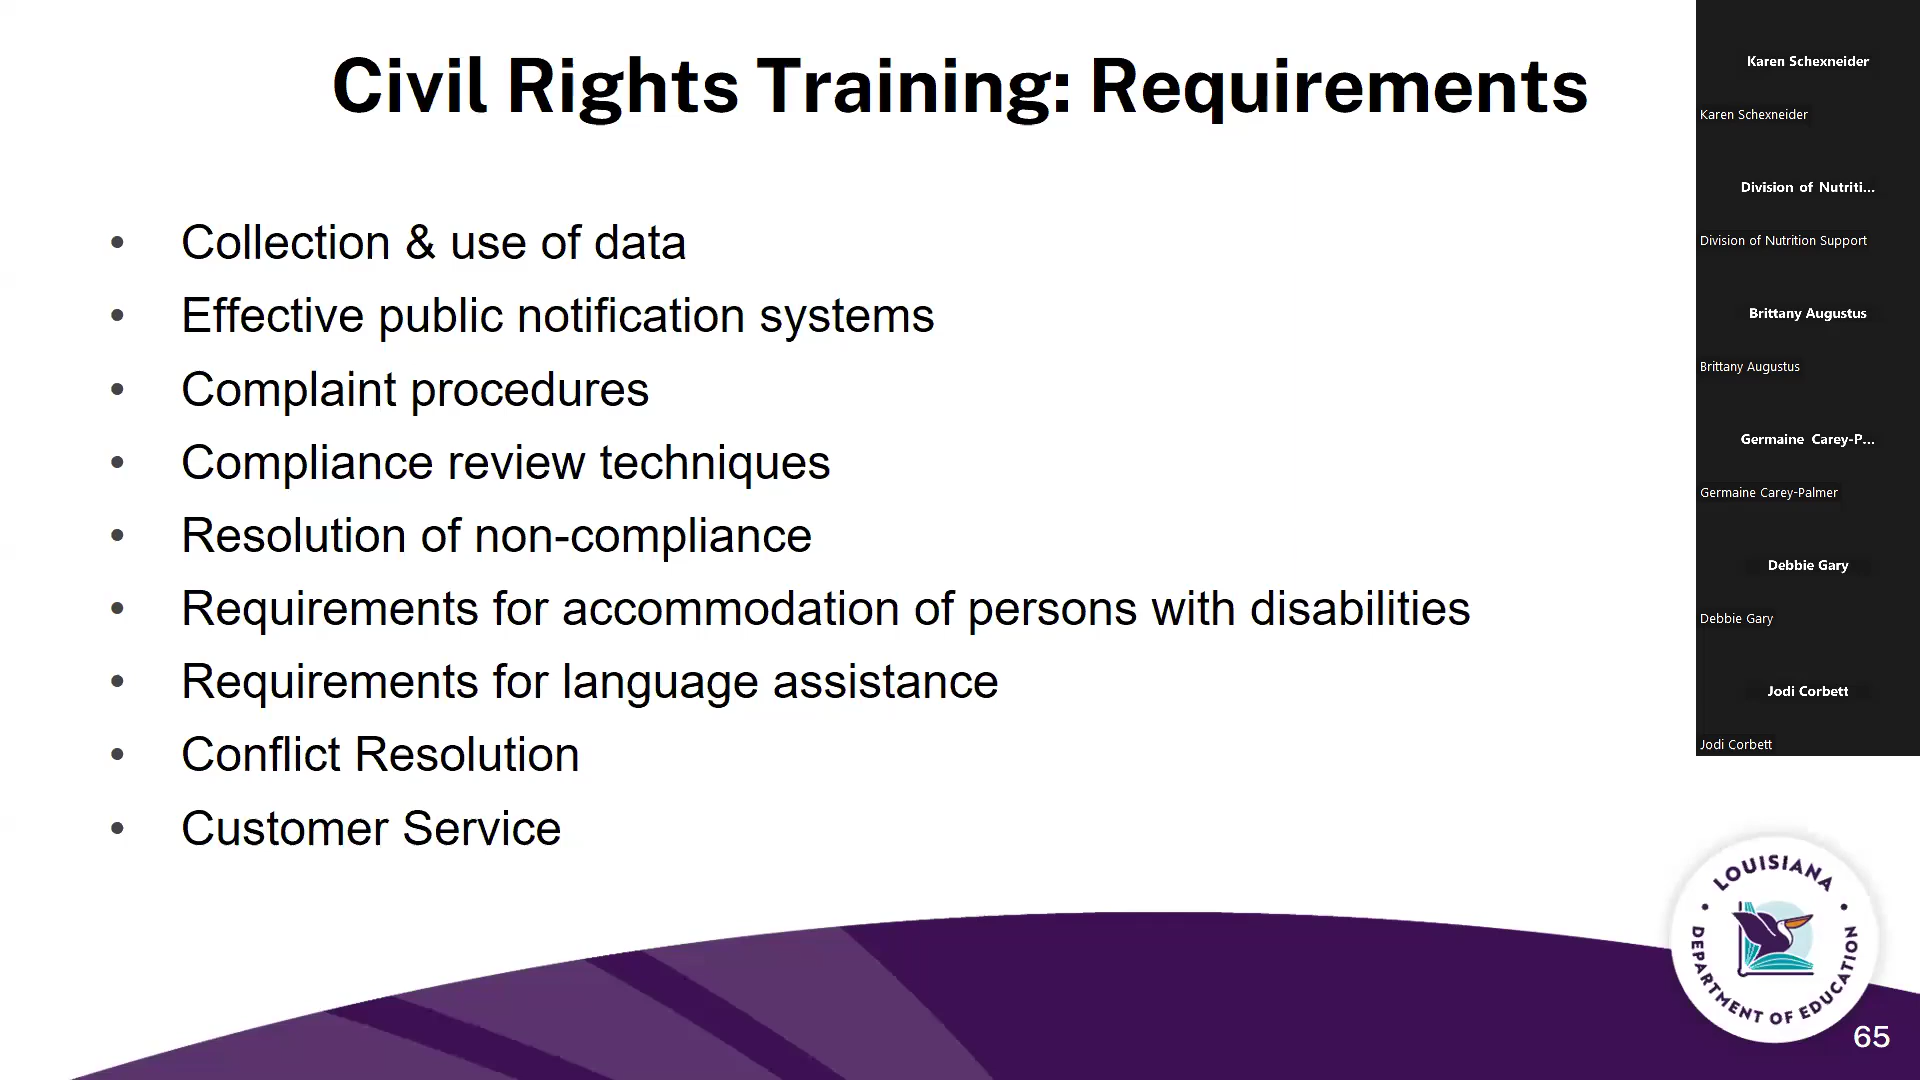 Civil Rights Training: Requirements
• Collection & use of data
• Effective public notification systems
• Complaint procedures
• Compliance review techniques
• Resolution of non-compliance
• Requirements for accommodation of persons with disabilities
• Requirements for language assistance
• Conflict Resolution
• Customer Service
Karen Schexneider
Karen Schexneider
Division of Nutriti...
Division of Nutrition Support
Brittany Augustus
Brittany Augustus
Germaine Carey-P...
Germaine Carey-Palmer
Debbie Gary
Debbie Gary
Jodi Corbett
Jodi Corbett
LOUISIANA
DEPARTMENT OF EDUCATION
65